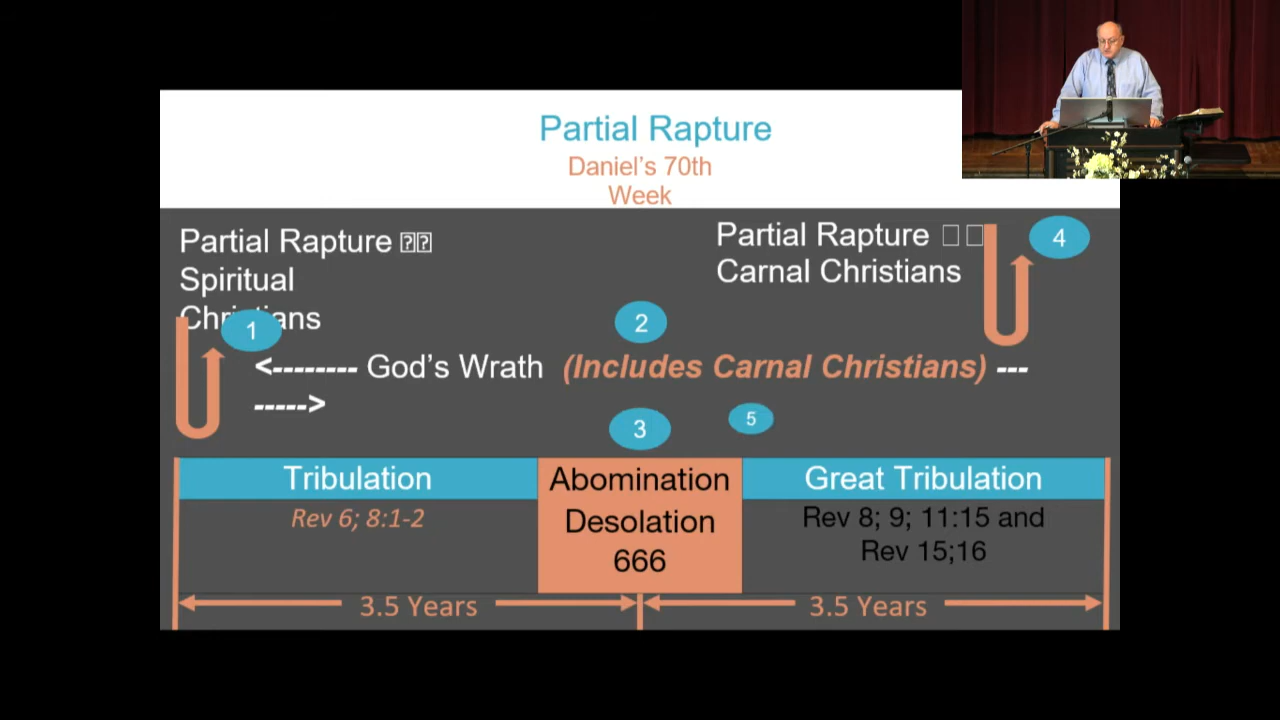 Partial Rapture
Daniel's 70th
Week
Partial Rapture
Spiritual
Christians
1
Partial Rapture
Carnal Christians
4
2
<-------- God's Wrath (Includes Carnal Christians) ---
----->
3
5
Tribulation
Rev 6; 8:1-2
Abomination
Desolation
666
Great Tribulation
Rev 8; 9; 11:15 and
Rev 15;16
3.5 Years
3.5 Years